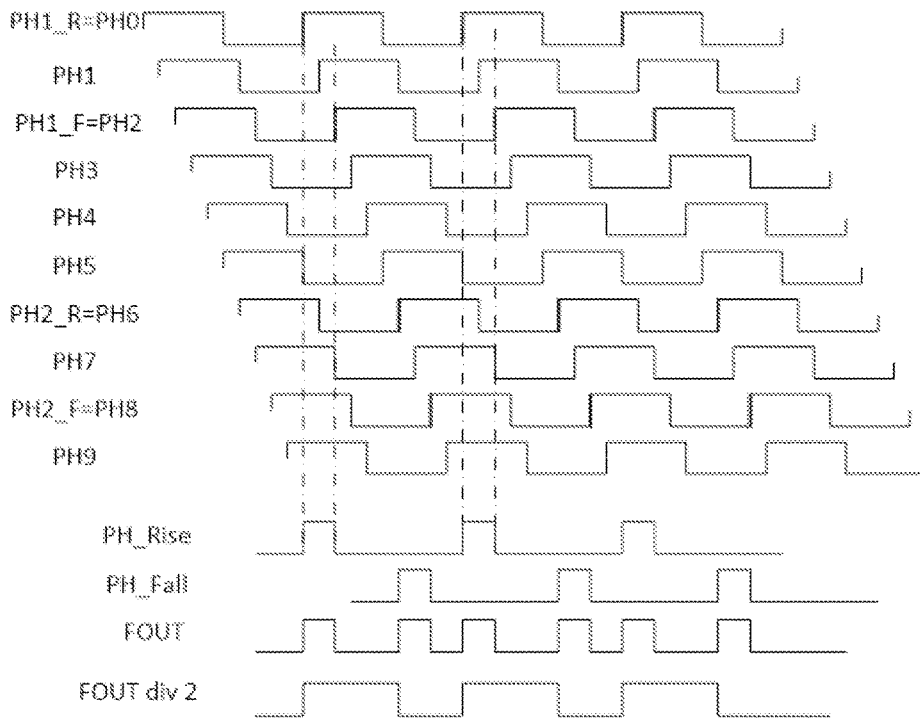 PH1_R=PH0
PH1
PH1_F=PH2
PH3
PH4
PH5
PH2_R=PH6
PH7
PH2_F=PH8
PH9
PH_Rise
PH_Fall
FOUT
FOUT div 2